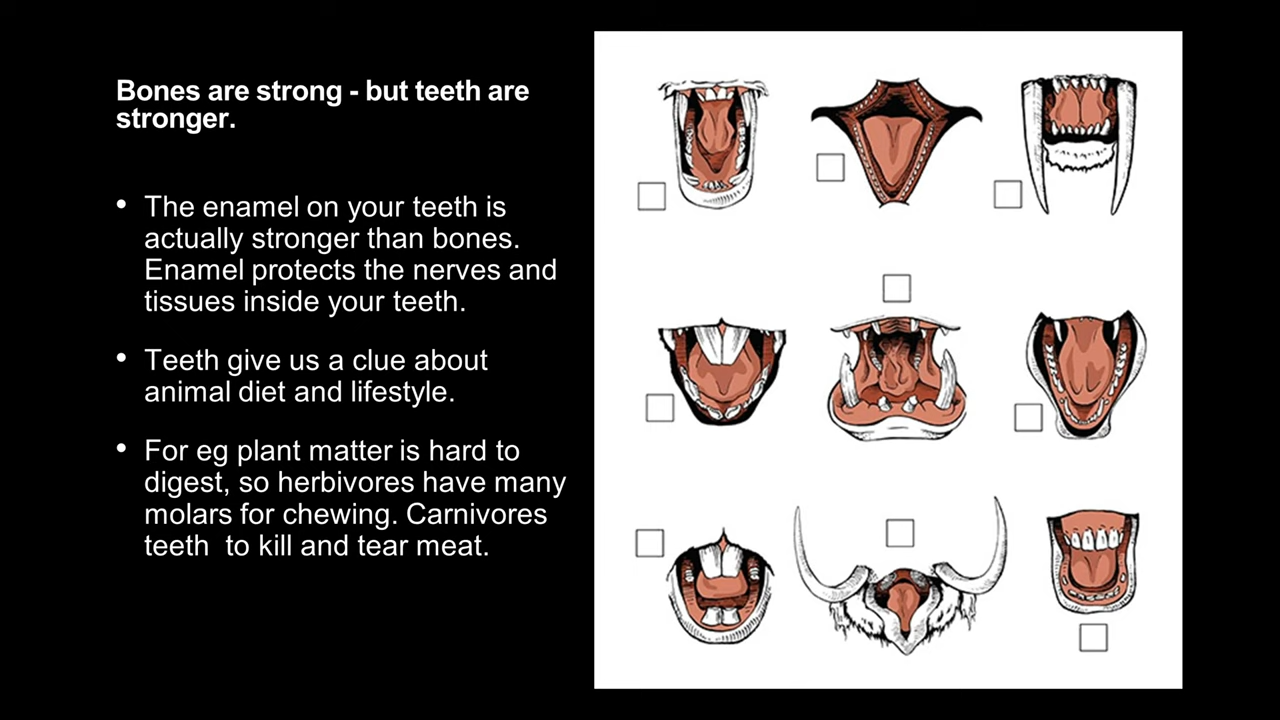 Bones are strong - but teeth are
stronger.
• The enamel on your teeth is
actually stronger than bones.
Enamel protects the nerves and
tissues inside your teeth.
• Teeth give us a clue about
animal diet and lifestyle.
• For eg plant matter is hard to
digest, so herbivores have many
molars for chewing. Carnivores
teeth  to kill and tear meat.